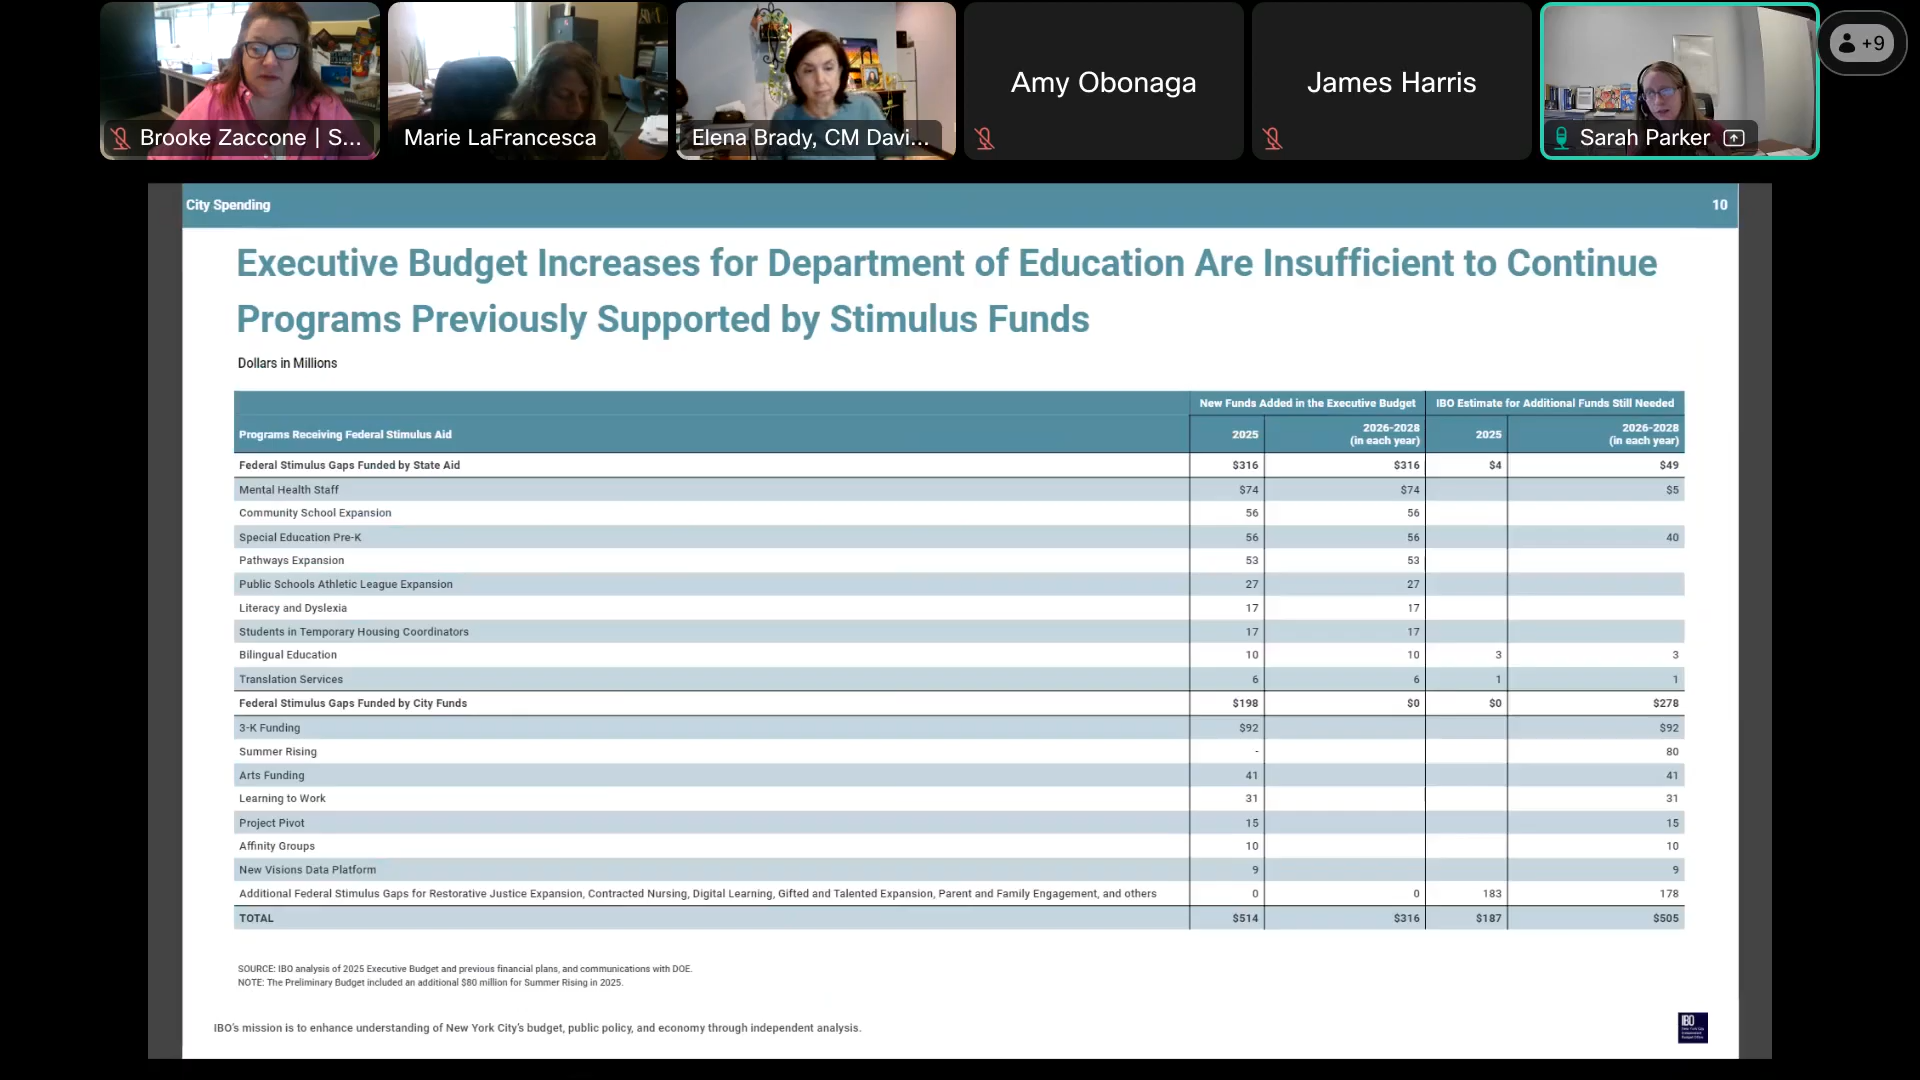 Brooke Zaccone | S...
Marie LaFrancesca
Elena Brady, CM Davi...
Amy Obonaga
James Harris
Sarah Parker
+9
City Spending
10
Executive Budget Increases for Department of Education Are Insufficient to Continue
Programs Previously Supported by Stimulus Funds
Dollars in Millions
New Funds Added in the Executive Budget IBO Estimate for Additional Funds Still Needed
Programs Receiving Federal Stimulus Aid 2025 2026-2028 (in each year) 2025 2026-2028 (in each year)
Federal Stimulus Gaps Funded by State Aid $316 $316 $4 $49
Mental Health Staff $74 $74 $5
Community School Expansion 56 56
Special Education Pre-K 56 56 40
Pathways Expansion 53 53
Public Schools Athletic League Expansion 27 27
Literacy and Dyslexia 17 17
Students in Temporary Housing Coordinators 17 17
Bilingual Education 10 10 3 3
Translation Services 6 6 1 1
Federal Stimulus Gaps Funded by City Funds $198 $0 $0 $278
3-K Funding $92 $92
Summer Rising - 80
Arts Funding 41 41
Learning to Work 31 31
Project Pivot 15 15
Affinity Groups 10 10
New Visions Data Platform 9 9
Additional Federal Stimulus Gaps for Restorative Justice Expansion, Contracted Nursing, Digital Learning, Gifted and Talented Expansion, Parent and Family Engagement, and others 0 0 183 178
TOTAL $514 $316 $187 $505
SOURCE: IBO analysis of 2025 Executive Budget and previous financial plans, and communications with DOE.
NOTE: The Preliminary Budget included an additional $80 million for Summer Rising in 2025.
IBO's mission is to enhance understanding of New York City's budget, public policy, and economy through independent analysis.
IBO